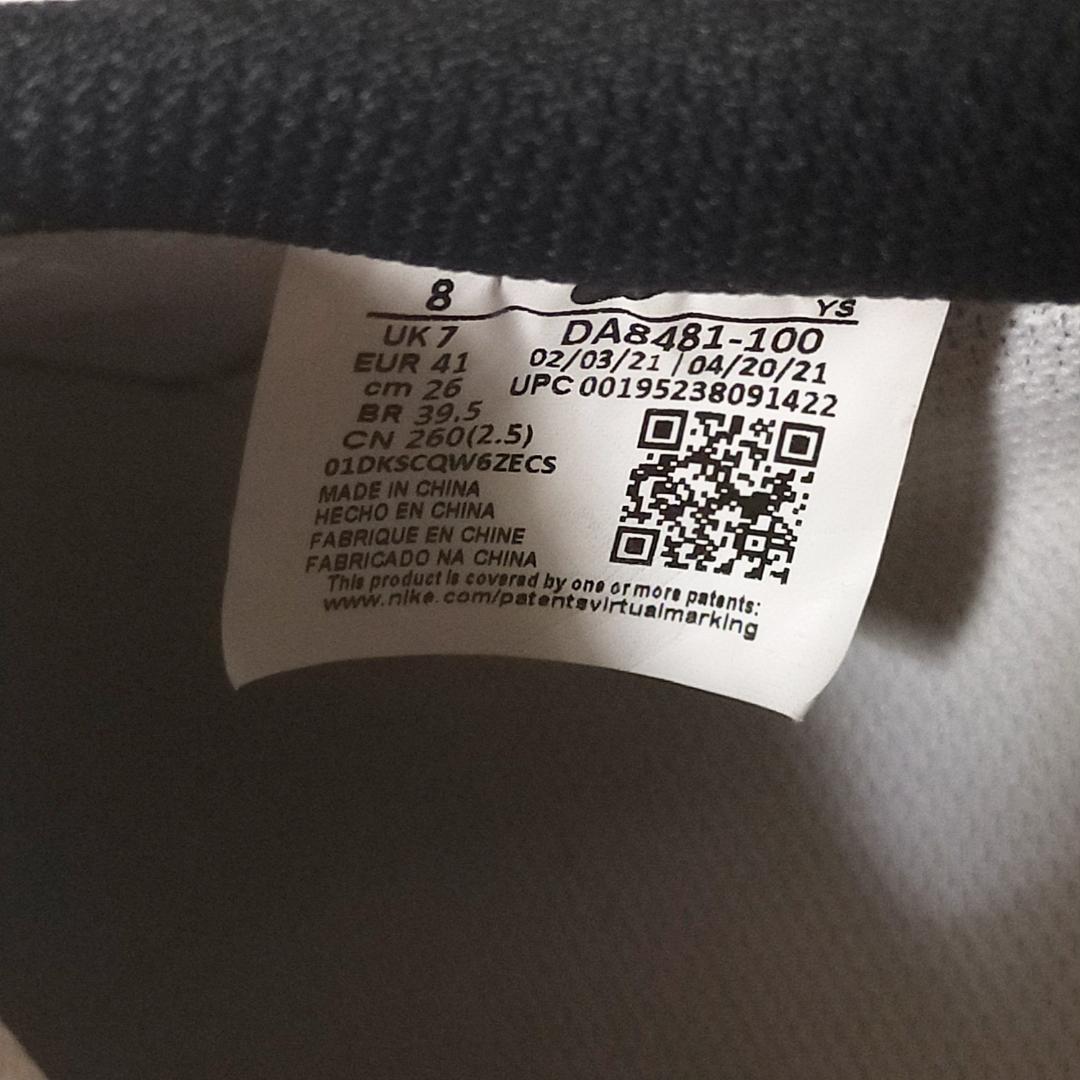 8 YS
UK 7 DA8481-100
EUR 41 02/03/21 | 04/20/21
cm 26 UPC 00195238091422
BR 39.5
CN 260(2.5)
01DKSCQW6ZECS
MADE IN CHINA
HECHO EN CHINA
FABRIQUE EN CHINE
FABRICADO NA CHINA
This product is covered by one or more patents:
www.nike.com/patentsvirtualmarking